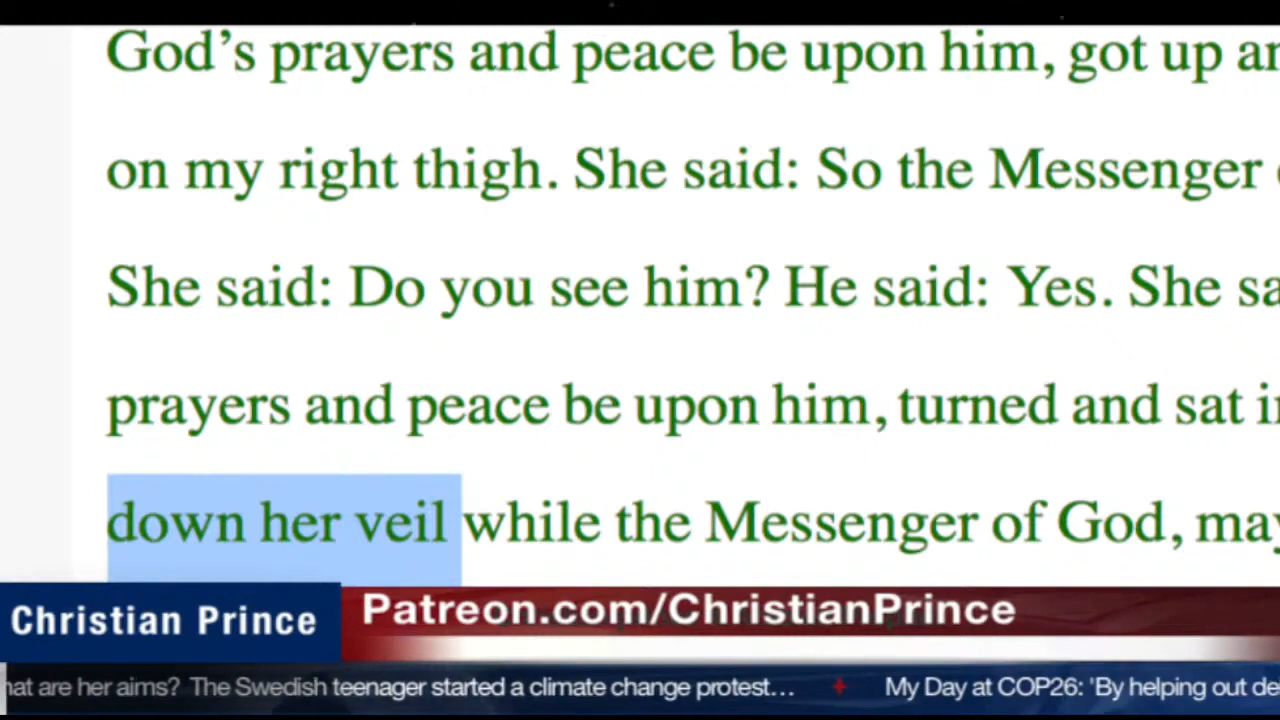 God’s prayers and peace be upon him, got up
on my right thigh. She said: So the Messenger
She said: Do you see him? He said: Yes. She
prayers and peace be upon him, turned and sat
down her veil while the Messenger of God, may
Christian Prince
Patreon.com/ChristianPrince
are her aims? The Swedish teenager started a climate change protest… My Day at COP26: 'By helping out